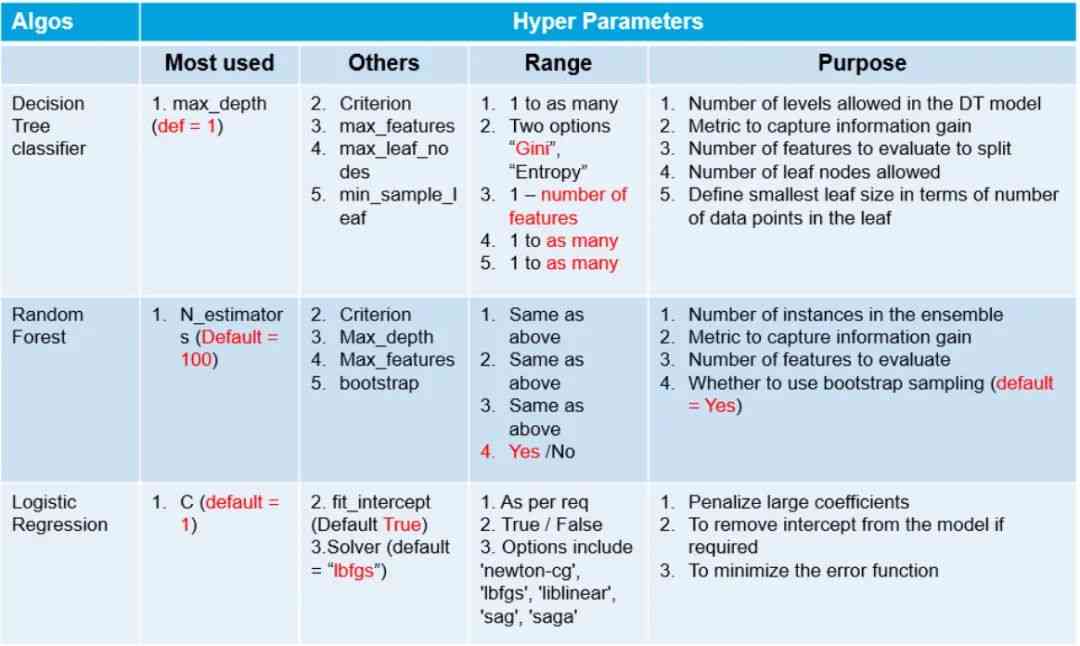 Algos
Hyper Parameters
Most used
Others
Range
Purpose
Decision
Tree
classifier
1. max_depth
(def = 1)
2. Criterion
3. max_features
4. max_leaf_no
des
5. min_sample_l
eaf
1. 1 to as many
2. Two options
“Gini”,
“Entropy”
3. 1 – number of
features
4. 1 to as many
5. 1 to as many
1. Number of levels allowed in the DT model
2. Metric to capture information gain
3. Number of features to evaluate to split
4. Number of leaf nodes allowed
5. Define smallest leaf size in terms of number
of data points in the leaf
Random
Forest
1. N_estimator
s (Default =
100)
2. Criterion
3. Max_depth
4. Max_features
5. bootstrap
1. Same as
above
2. Same as
above
3. Same as
above
4. Yes /No
1. Number of instances in the ensemble
2. Metric to capture information gain
3. Number of features to evaluate
4. Whether to use bootstrap sampling (default
= Yes)
Logistic
Regression
1. C (default =
1)
2. fit_intercept
(Default True)
3.Solver (default
= “lbfgs”)
1. As per req
2. True / False
3. Options include
'newton-cg',
'lbfgs', 'liblinear',
'sag', 'saga'
1. Penalize large coefficients
2. To remove intercept from the model if
required
3. To minimize the error function